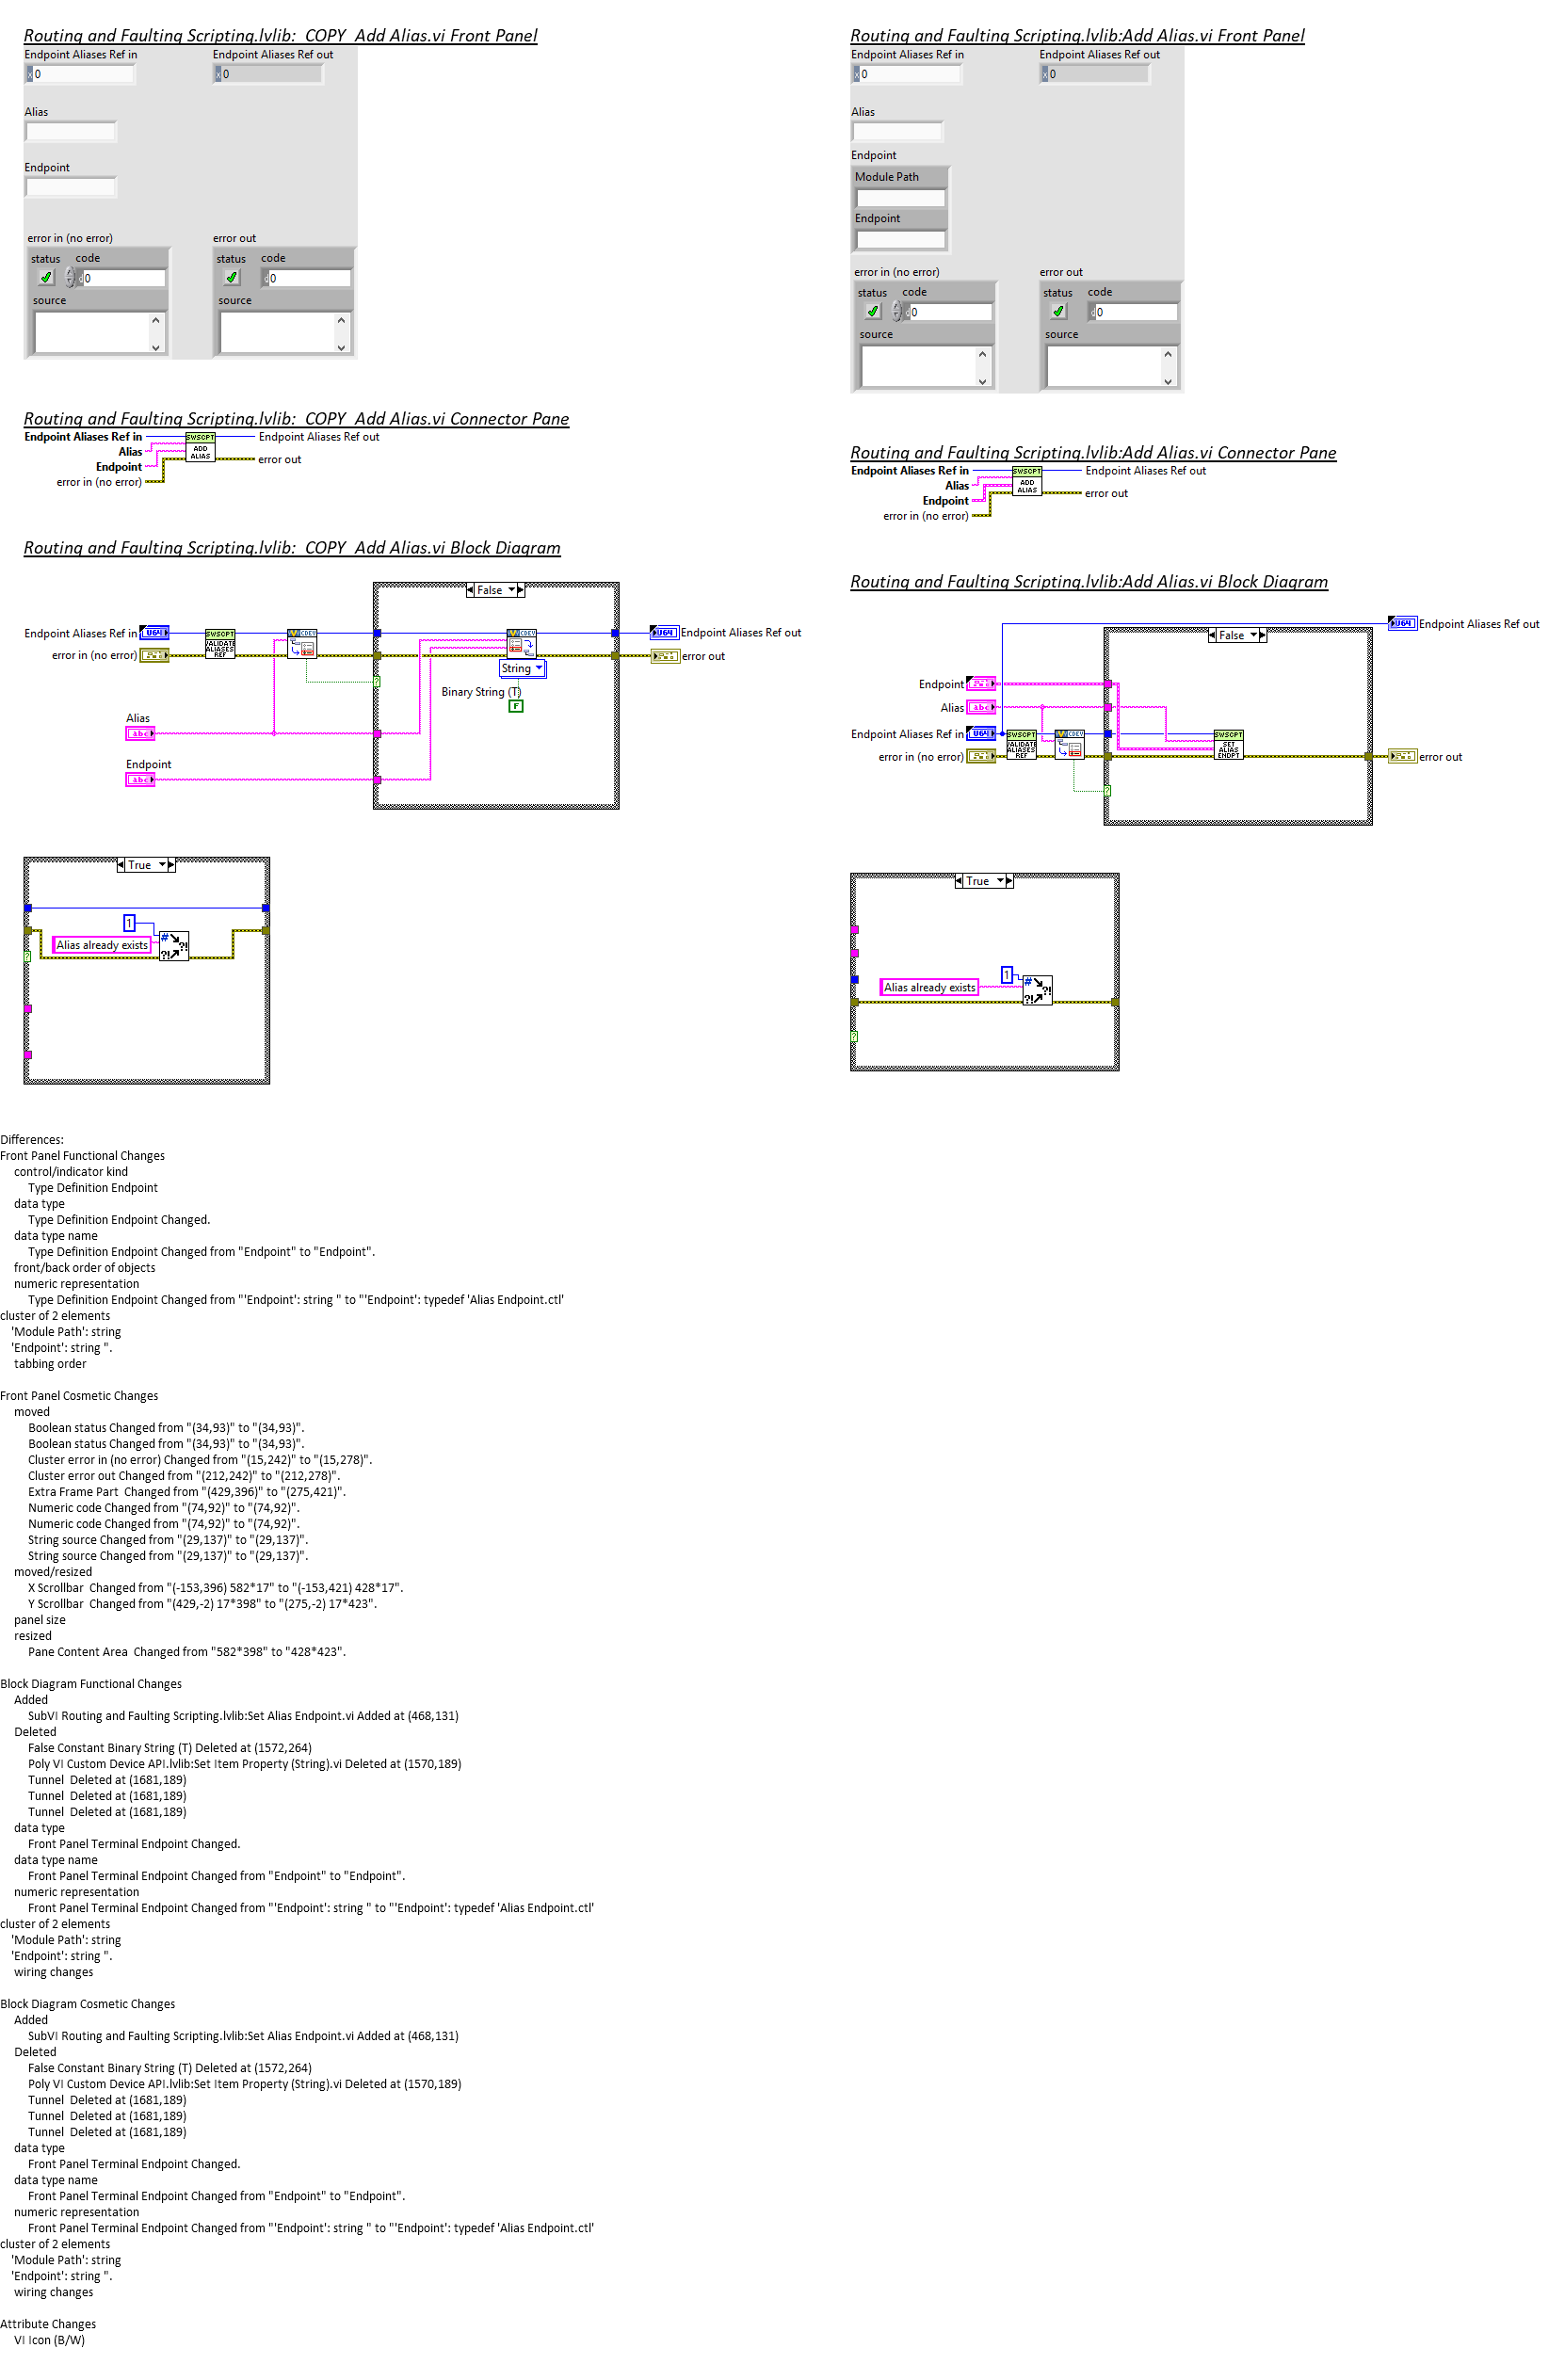 Routing and Faulting Scripting.lvlib:  COPY  Add Alias.vi Front Panel
Endpoint Aliases Ref in
Endpoint Aliases Ref out
x 0
x 0
Alias
Endpoint
error in (no error)
error out
status
code
status
code
d 0
d 0
source
source
Routing and Faulting Scripting.lvlib:  COPY  Add Alias.vi Connector Pane
Endpoint Aliases Ref in
Endpoint Aliases Ref out
SWSCPT
ADD
ALIAS
Alias
Endpoint
error out
error in (no error)
Routing and Faulting Scripting.lvlib:  COPY  Add Alias.vi Block Diagram
False
Endpoint Aliases Ref in
U64
SWSCPT
VALIDATE
ALIASES
REF
CDEV
CDEV
U64
Endpoint Aliases Ref out
error in (no error)
error out
String
?
Binary String (T)
F
Alias
abc
Endpoint
abc
True
1
Alias already exists
#
?!
?!
?
Routing and Faulting Scripting.lvlib:Add Alias.vi Front Panel
Endpoint Aliases Ref in
Endpoint Aliases Ref out
x 0
x 0
Alias
Endpoint
Module Path
Endpoint
error in (no error)
error out
status
code
status
code
d 0
d 0
source
source
Routing and Faulting Scripting.lvlib:Add Alias.vi Connector Pane
Endpoint Aliases Ref in
Endpoint Aliases Ref out
SWSCPT
ADD
ALIAS
Alias
Endpoint
error out
error in (no error)
Routing and Faulting Scripting.lvlib:Add Alias.vi Block Diagram
U64
Endpoint Aliases Ref out
False
Endpoint
Alias
abc
Endpoint Aliases Ref in
U64
SWSCPT
VALIDATE
ALIASES
REF
CDEV
SWSCPT
SET
ALIAS
ENDPT
error in (no error)
error out
?
True
1
Alias already exists
#
?!
?!
?
Differences:
Front Panel Functional Changes
control/indicator kind
Type Definition Endpoint
data type
Type Definition Endpoint Changed.
data type name
Type Definition Endpoint Changed from "Endpoint" to "Endpoint".
front/back order of objects
numeric representation
Type Definition Endpoint Changed from "'Endpoint': string " to "'Endpoint': typedef 'Alias Endpoint.ctl'
cluster of 2 elements
'Module Path': string
'Endpoint': string ".
tabbing order
Front Panel Cosmetic Changes
moved
Boolean status Changed from "(34,93)" to "(34,93)".
Boolean status Changed from "(34,93)" to "(34,93)".
Cluster error in (no error) Changed from "(15,242)" to "(15,278)".
Cluster error out Changed from "(212,242)" to "(212,278)".
Extra Frame Part  Changed from "(429,396)" to "(275,421)".
Numeric code Changed from "(74,92)" to "(74,92)".
Numeric code Changed from "(74,92)" to "(74,92)".
String source Changed from "(29,137)" to "(29,137)".
String source Changed from "(29,137)" to "(29,137)".
moved/resized
X Scrollbar  Changed from "(-153,396) 582*17" to "(-153,421) 428*17".
Y Scrollbar  Changed from "(429,-2) 17*398" to "(275,-2) 17*423".
panel size
resized
Pane Content Area  Changed from "582*398" to "428*423".
Block Diagram Functional Changes
Added
SubVI Routing and Faulting Scripting.lvlib:Set Alias Endpoint.vi Added at (468,131)
Deleted
False Constant Binary String (T) Deleted at (1572,264)
Poly VI Custom Device API.lvlib:Set Item Property (String).vi Deleted at (1570,189)
Tunnel  Deleted at (1681,189)
Tunnel  Deleted at (1681,189)
Tunnel  Deleted at (1681,189)
data type
Front Panel Terminal Endpoint Changed.
data type name
Front Panel Terminal Endpoint Changed from "Endpoint" to "Endpoint".
numeric representation
Front Panel Terminal Endpoint Changed from "'Endpoint': string " to "'Endpoint': typedef 'Alias Endpoint.ctl'
cluster of 2 elements
'Module Path': string
'Endpoint': string ".
wiring changes
Block Diagram Cosmetic Changes
Added
SubVI Routing and Faulting Scripting.lvlib:Set Alias Endpoint.vi Added at (468,131)
Deleted
False Constant Binary String (T) Deleted at (1572,264)
Poly VI Custom Device API.lvlib:Set Item Property (String).vi Deleted at (1570,189)
Tunnel  Deleted at (1681,189)
Tunnel  Deleted at (1681,189)
Tunnel  Deleted at (1681,189)
data type
Front Panel Terminal Endpoint Changed.
data type name
Front Panel Terminal Endpoint Changed from "Endpoint" to "Endpoint".
numeric representation
Front Panel Terminal Endpoint Changed from "'Endpoint': string " to "'Endpoint': typedef 'Alias Endpoint.ctl'
cluster of 2 elements
'Module Path': string
'Endpoint': string ".
wiring changes
Attribute Changes
VI Icon (B/W)